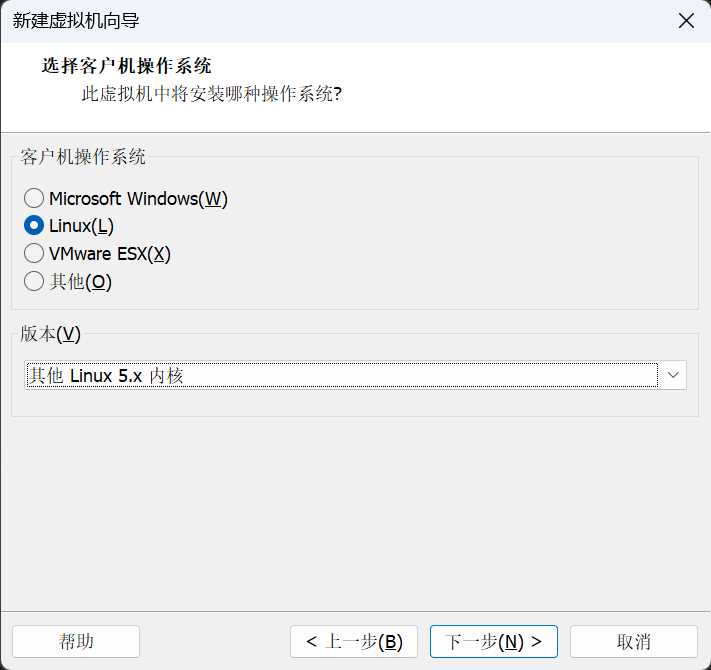 新建虚拟机向导
选择客户机操作系统
此虚拟机中将安装哪种操作系统?
客户机操作系统
Microsoft Windows(W)
Linux(L)
VMware ESX(X)
其他(O)
版本(V)
其他 Linux 5.x 内核
帮助
< 上一步(B)
下一步(N) >
取消